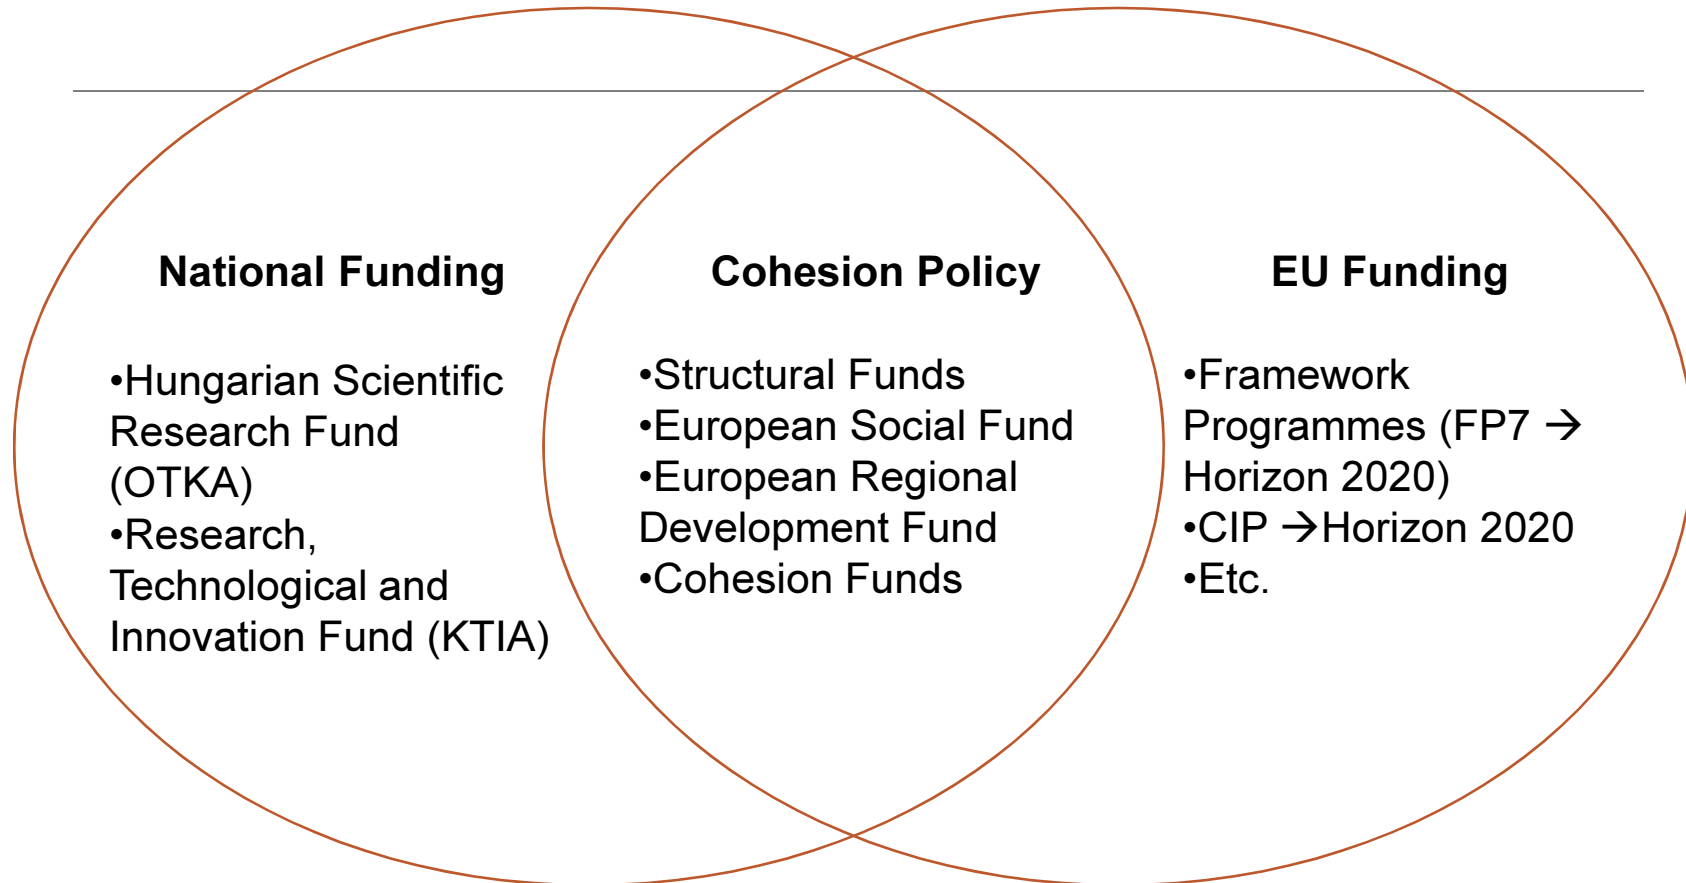 National Funding
•Hungarian Scientific
Research Fund
(OTKA)
•Research,
Technological and
Innovation Fund (KTIA)
Cohesion Policy
•Structural Funds
•European Social Fund
•European Regional
Development Fund
•Cohesion Funds
EU Funding
•Framework
Programmes (FP7 →
Horizon 2020)
•CIP →Horizon 2020
•Etc.